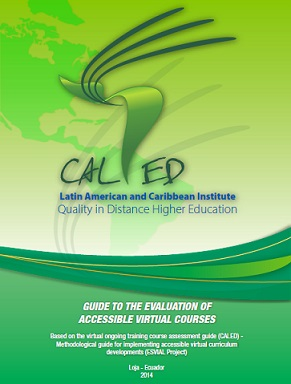 CALED
Latin American and Caribbean Institute
Quality in Distance Higher Education
GUIDE TO THE EVALUATION OF
ACCESSIBLE VIRTUAL COURSES
Based on the virtual ongoing training course assessment guide (CALED) –
Methodological guide for implementing accessible virtual curriculum
developments (ESVIAL Project)
Loja - Ecuador
2014